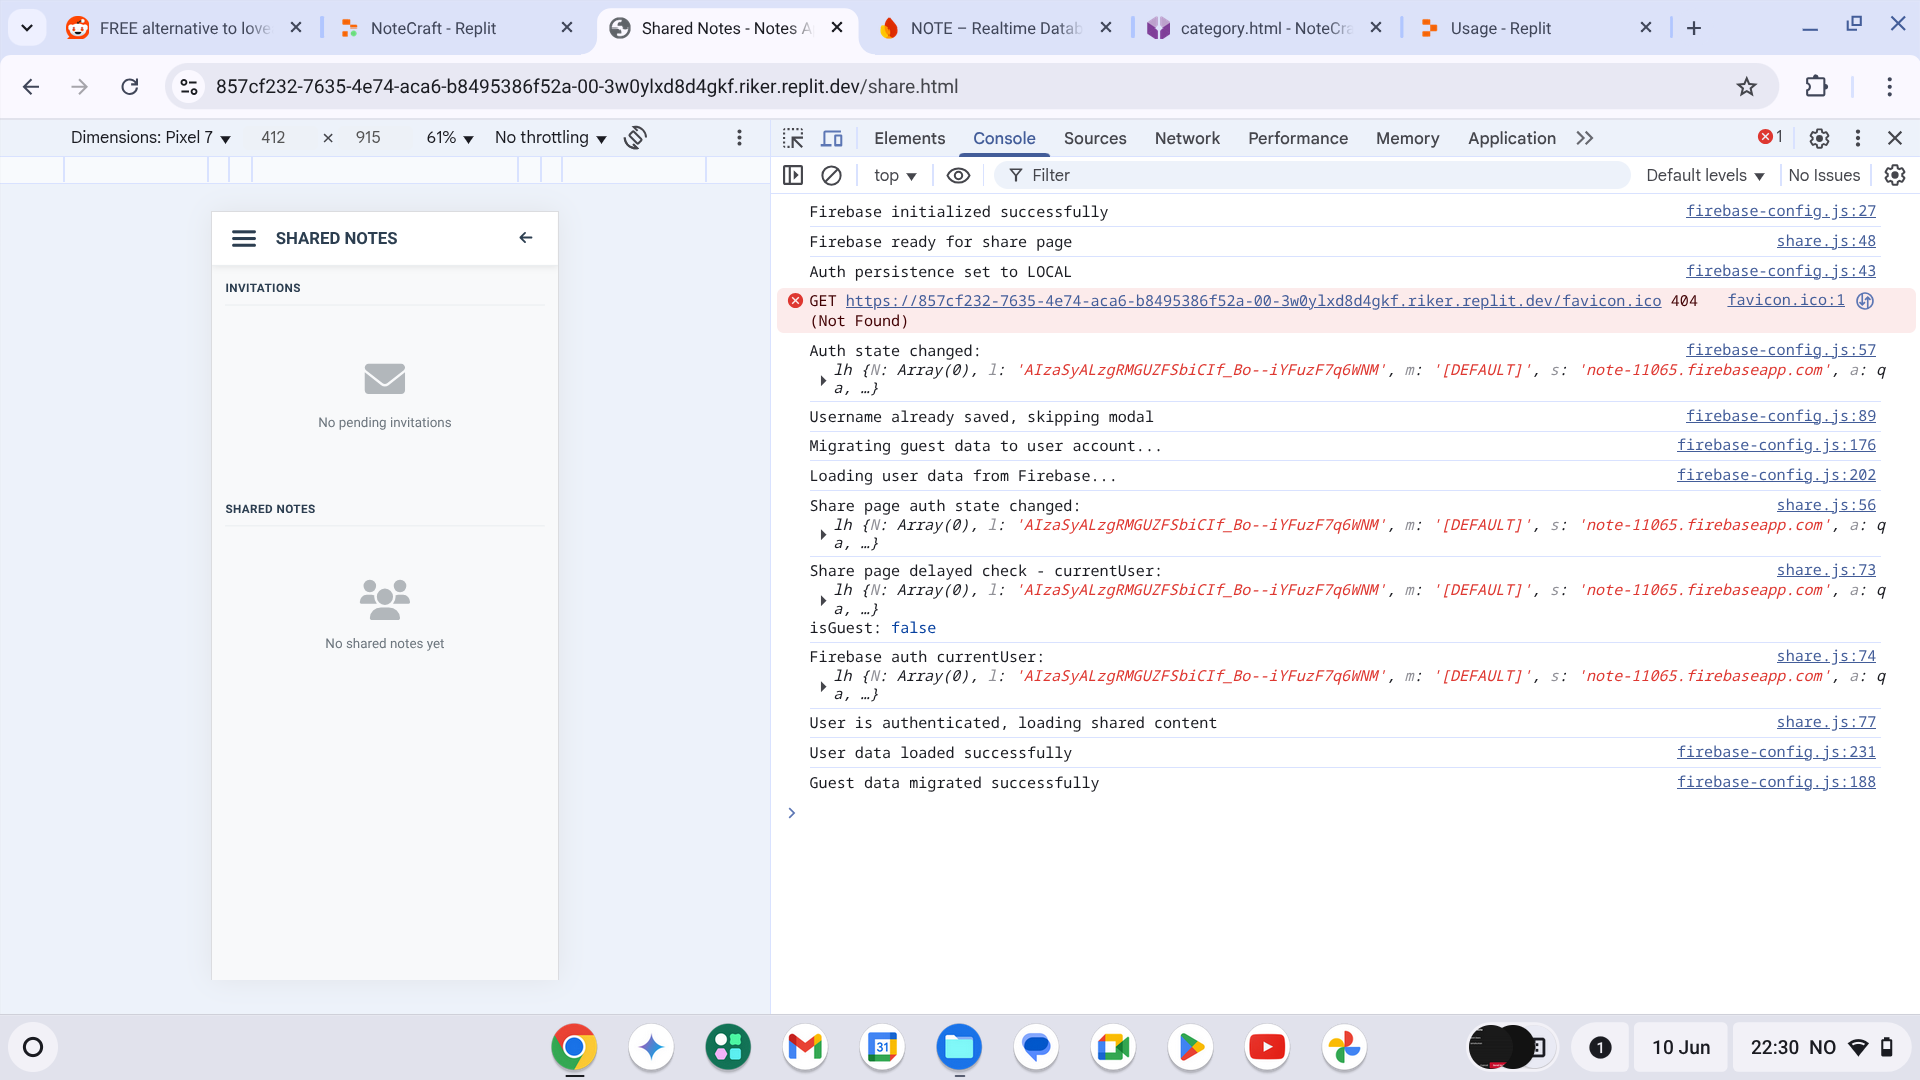 FREE alternative to love
NoteCraft - Replit
Shared Notes - Notes A
NOTE – Realtime Datab
category.html - NoteCra
Usage - Replit
857cf232-7635-4e74-aca6-b8495386f52a-00-3w0ylxd8d4gkf.riker.replit.dev/share.html
Dimensions: Pixel 7 412 × 915 61% No throttling
Elements Console Sources Network Performance Memory Application 1
top Filter Default levels No Issues
SHARED NOTES
INVITATIONS
No pending invitations
SHARED NOTES
No shared notes yet
Firebase initialized successfully firebase-config.js:27
Firebase ready for share page share.js:48
Auth persistence set to LOCAL firebase-config.js:43
GET https://857cf232-7635-4e74-aca6-b8495386f52a-00-3w0ylxd8d4gkf.riker.replit.dev/favicon.ico 404 favicon.ico:1
(Not Found)
Auth state changed: firebase-config.js:57
lh {N: Array(0), l: 'AIzaSyALzgRMGUZFSbiCIf_Bo--iYFuzF7q6WNM', m: '[DEFAULT]', s: 'note-11065.firebaseapp.com', a: q
a, …}
Username already saved, skipping modal firebase-config.js:89
Migrating guest data to user account... firebase-config.js:176
Loading user data from Firebase... firebase-config.js:202
Share page auth state changed: share.js:56
lh {N: Array(0), l: 'AIzaSyALzgRMGUZFSbiCIf_Bo--iYFuzF7q6WNM', m: '[DEFAULT]', s: 'note-11065.firebaseapp.com', a: q
a, …}
Share page delayed check - currentUser: share.js:73
lh {N: Array(0), l: 'AIzaSyALzgRMGUZFSbiCIf_Bo--iYFuzF7q6WNM', m: '[DEFAULT]', s: 'note-11065.firebaseapp.com', a: q
a, …}
isGuest: false
Firebase auth currentUser: share.js:74
lh {N: Array(0), l: 'AIzaSyALzgRMGUZFSbiCIf_Bo--iYFuzF7q6WNM', m: '[DEFAULT]', s: 'note-11065.firebaseapp.com', a: q
a, …}
User is authenticated, loading shared content share.js:77
User data loaded successfully firebase-config.js:231
Guest data migrated successfully firebase-config.js:188
31
1
10 Jun
22:30 NO